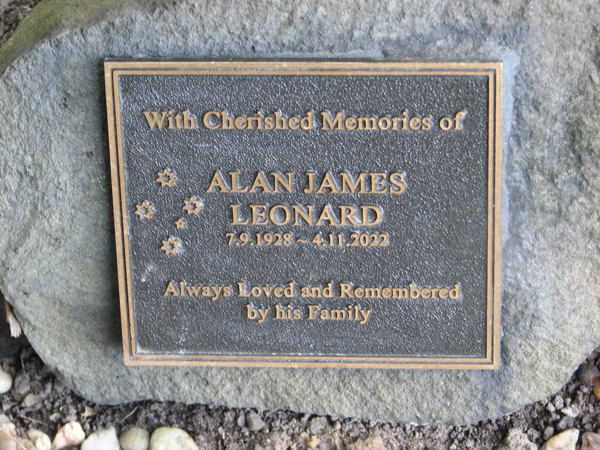 With Cherished Memories of
ALAN JAMES
LEONARD
7.9.1928 ~ 4.11.2022
Always Loved and Remembered
by his Family